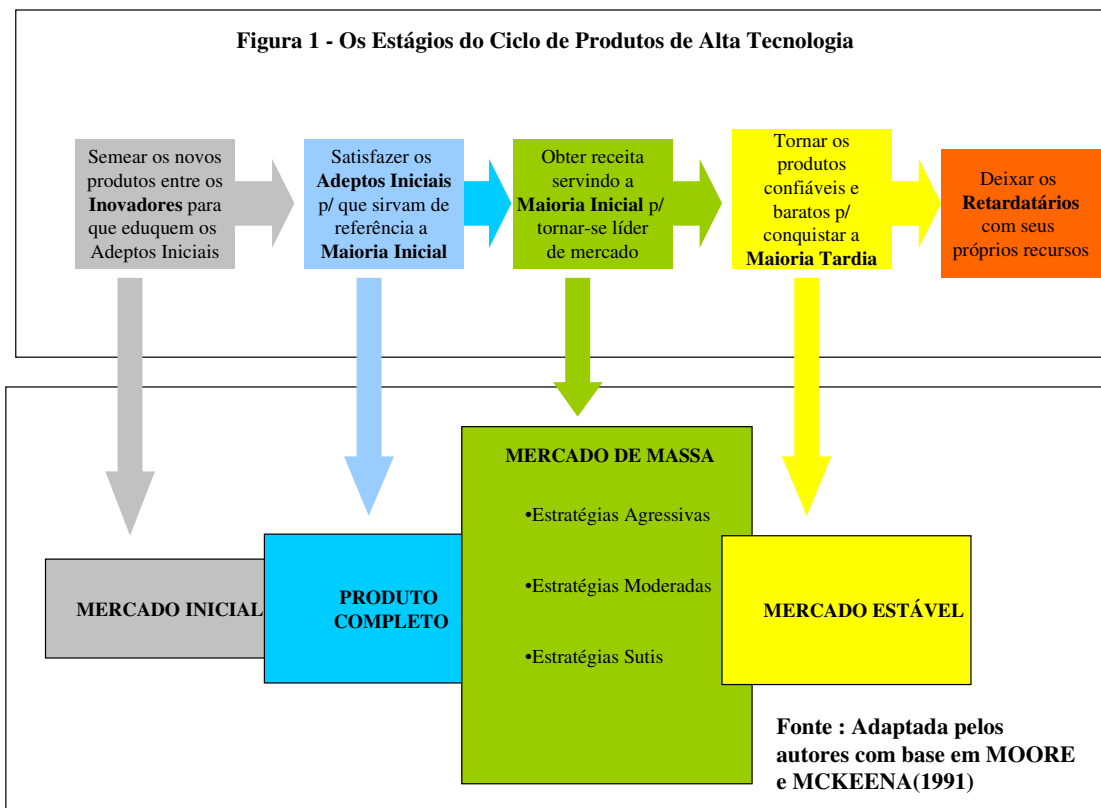 Figura 1 - Os Estágios do Ciclo de Produtos de Alta Tecnologia
Semear os novos
produtos entre os
Inovadores para
que eduquem os
Adeptos Iniciais
Satisfazer os
Adeptos Iniciais
p/ que sirvam de
referência a
Maioria Inicial
Obter receita
servindo a
Maioria Inicial p/
tornar-se líder
de mercado
Tornar os
produtos
confiáveis e
baratos p/
conquistar a
Maioria Tardia
Deixar os
Retardatários
com seus
próprios recursos
MERCADO INICIAL
PRODUTO
COMPLETO
MERCADO DE MASSA
•Estratégias Agressivas
•Estratégias Moderadas
•Estratégias Sutis
MERCADO ESTÁVEL
Fonte : Adaptada pelos
autores com base em MOORE
e MCKEENA(1991)